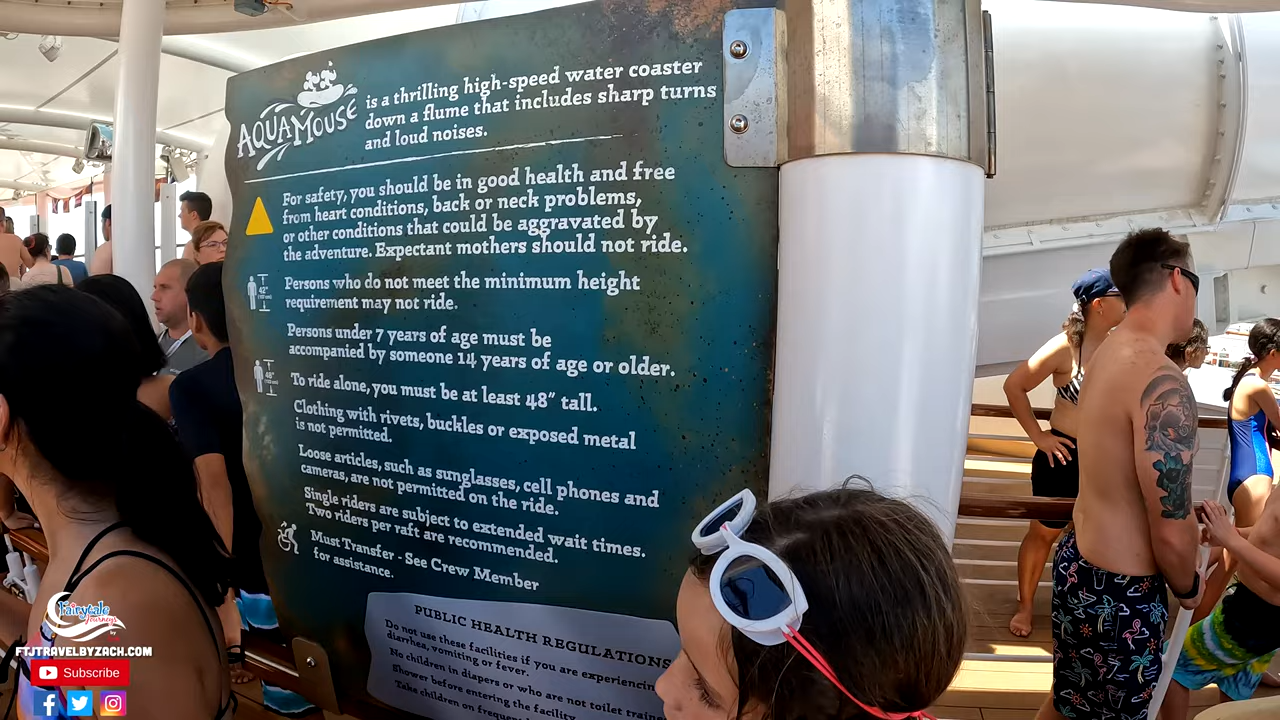 AQUAMOUSE
is a thrilling high-speed water coaster
down a flume that includes sharp turns
and loud noises.
For safety, you should be in good health and free
from heart conditions, back or neck problems,
or other conditions that could be aggravated by
the adventure. Expectant mothers should not ride.
42"
Persons who do not meet the minimum height
requirement may not ride.
Persons under 7 years of age must be
accompanied by someone 14 years of age or older.
48"
To ride alone, you must be at least 48" tall.
Clothing with rivets, buckles or exposed metal
is not permitted.
Loose articles, such as sunglasses, cell phones and
cameras, are not permitted on the ride.
Single riders are subject to extended wait times.
Two riders per raft are recommended.
Must Transfer - See Crew Member
for assistance.
PUBLIC HEALTH REGULATIONS
Do not use these facilities if you are experiencin
diarrhea, vomiting or fever.
No children in diapers or who are not toilet traine
Shower before entering the facility
Take children on frequent
Fairytale
Journeys
by
FTJTRAVELBYZACH.COM
Subscribe